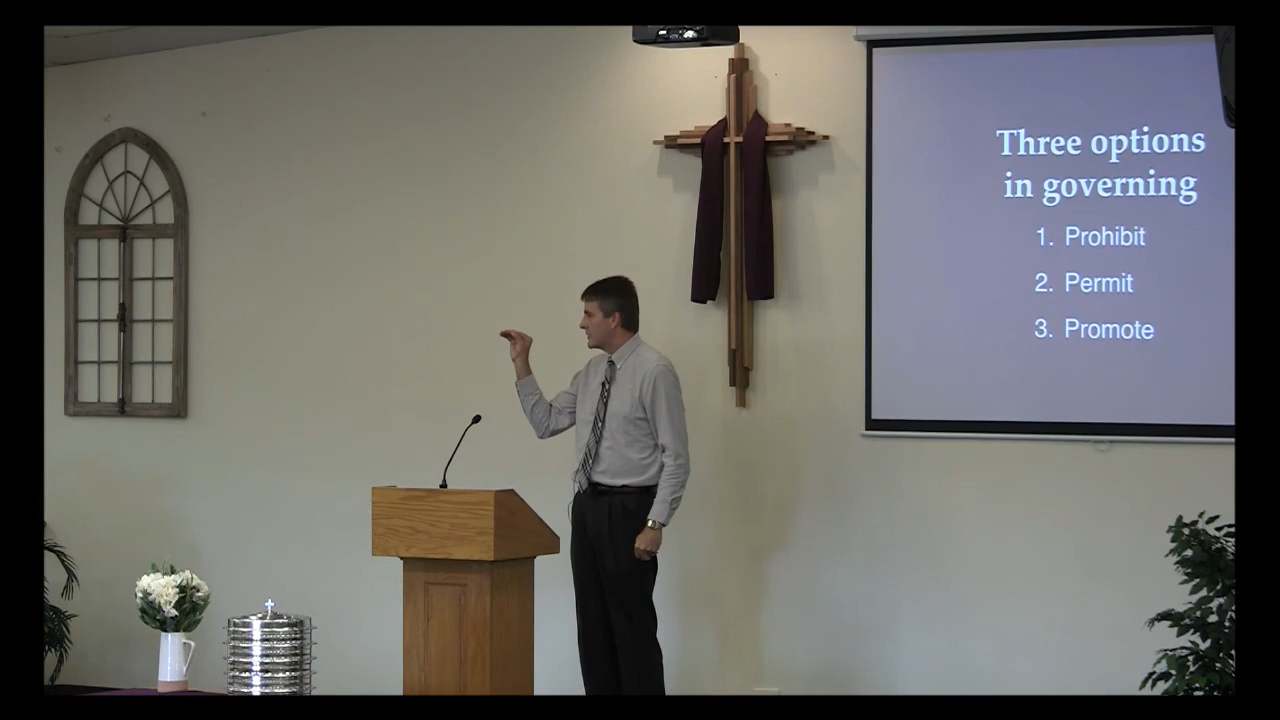 Three options
in governing
1. Prohibit
2. Permit
3. Promote